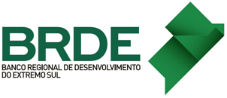 BRDE
BANCO REGIONAL DE DESENVOLVIMENTO
DO EXTREMO SUL